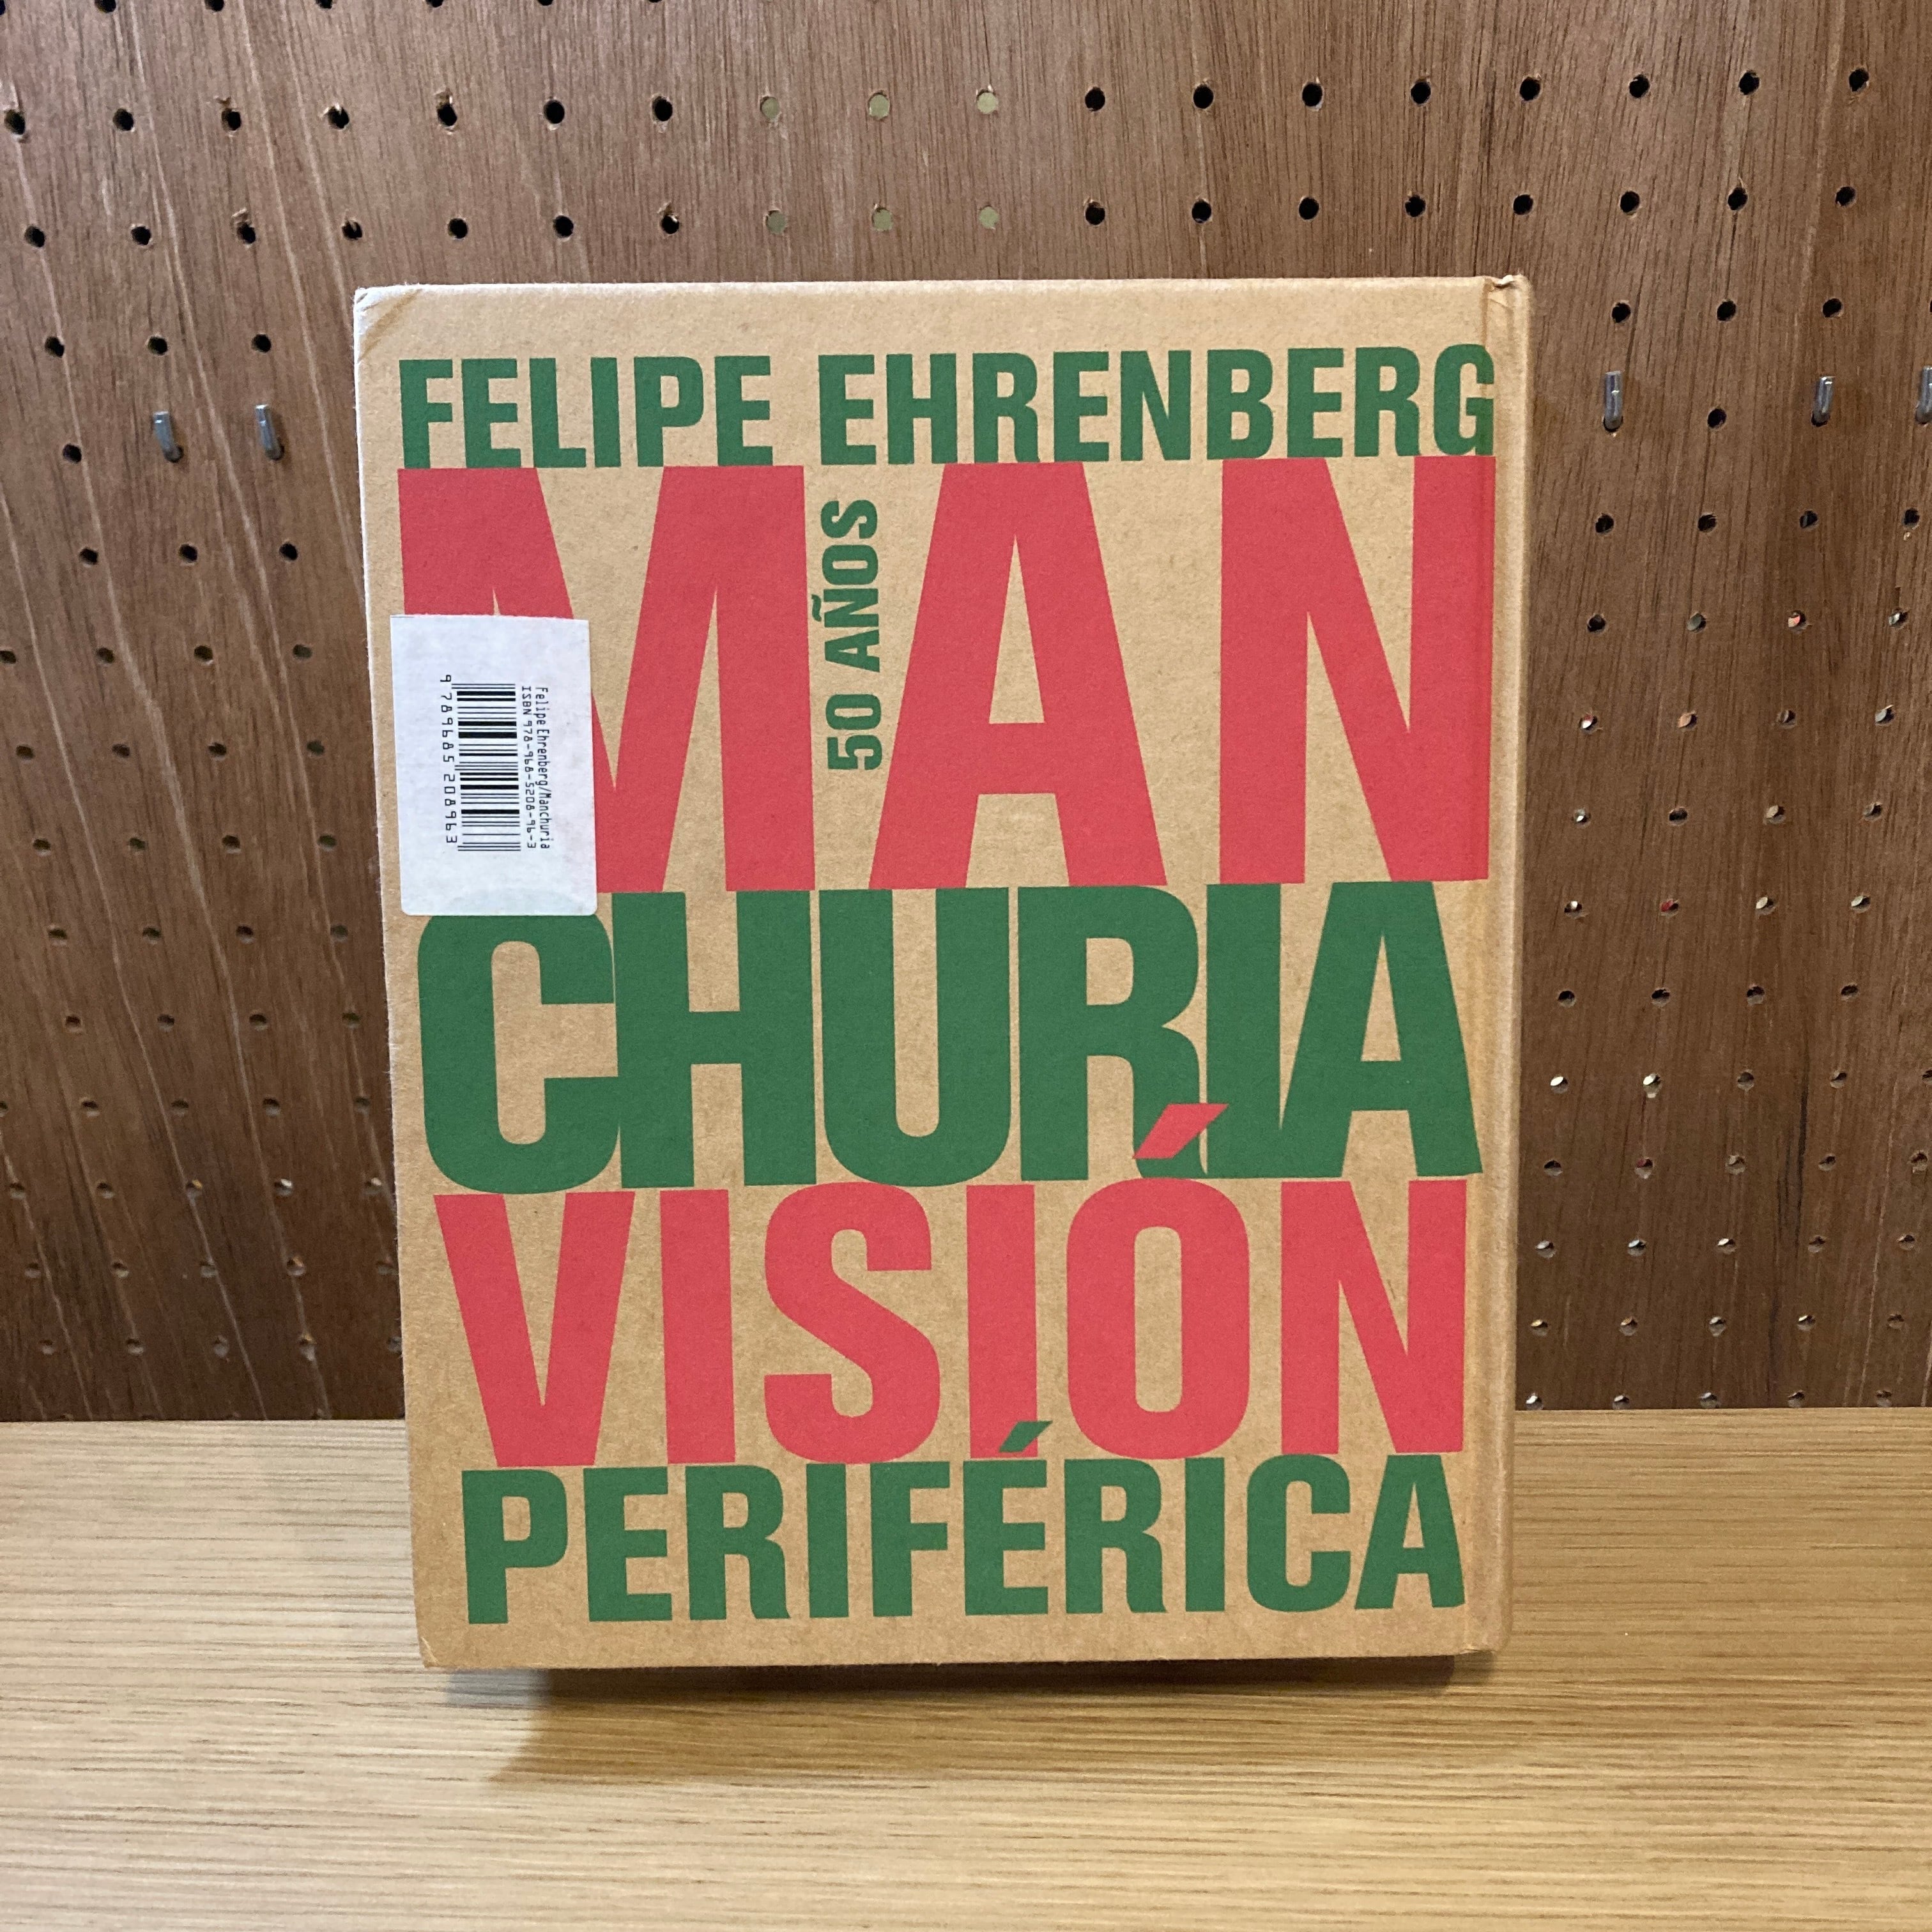 FELIPE EHRENBERG
MAN
50 AÑOS
CHURIA
VISIÓN
PERIFÉRICA
Felipe Ehrenberg/Manchuria
ISBN 978-968-5208-96-3
9 789685 208963